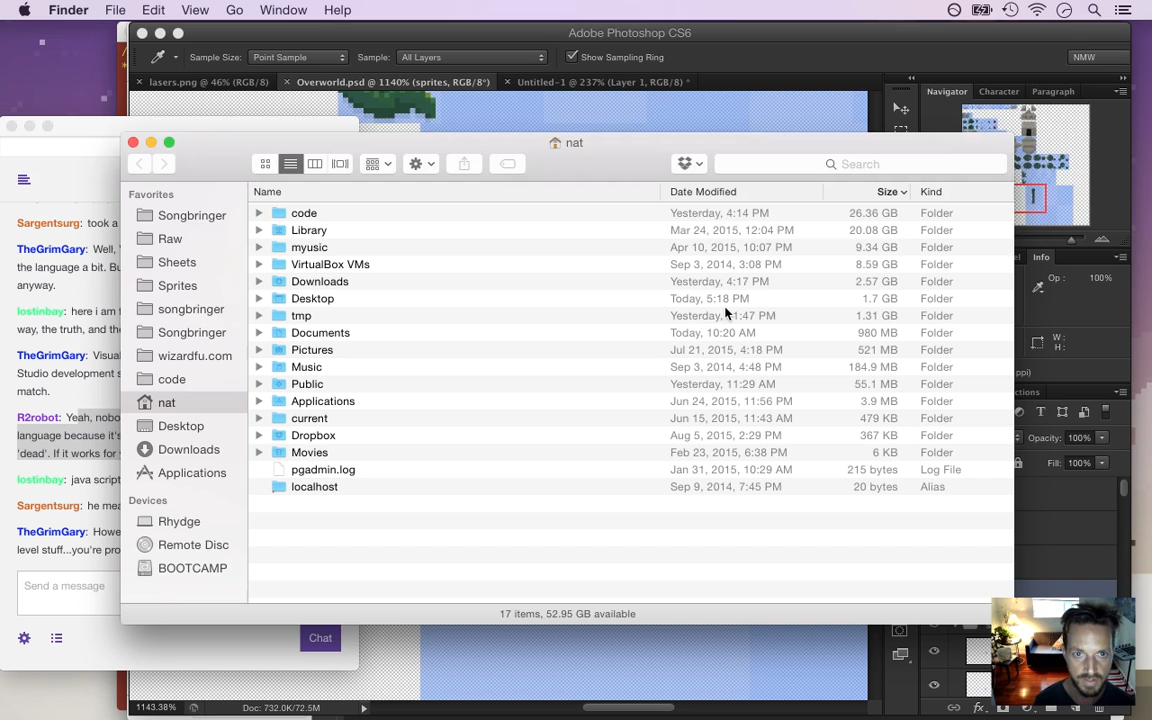 Finder File Edit View Go Window Help
Adobe Photoshop CS6
Sample Size: Point Sample Sample: All Layers Show Sampling Ring NMW
lasers.png @ 46% (RGB/8) Overworld.psd @ 1140% (sprites, RGB/8*) Untitled-1 @ 237% (Layer 1, RGB/8) *
Navigator Character Paragraph
nat
Search
Favorites
Songbringer
Raw
Sheets
Sprites
songbringer
Songbringer
wizardfu.com
code
nat
Desktop
Downloads
Applications
Devices
Rhydge
Remote Disc
BOOTCAMP
Name Date Modified Size Kind
code Yesterday, 4:14 PM 26.36 GB Folder
Library Mar 24, 2015, 12:04 PM 20.08 GB Folder
myusic Apr 10, 2015, 10:07 PM 9.34 GB Folder
VirtualBox VMs Sep 3, 2014, 3:08 PM 8.59 GB Folder
Downloads Yesterday, 4:17 PM 2.57 GB Folder
Desktop Today, 5:18 PM 1.7 GB Folder
tmp Yesterday, 1:47 PM 1.31 GB Folder
Documents Today, 10:20 AM 980 MB Folder
Pictures Jul 21, 2015, 4:18 PM 521 MB Folder
Music Sep 3, 2014, 4:48 PM 184.9 MB Folder
Public Yesterday, 11:29 AM 55.1 MB Folder
Applications Jun 24, 2015, 11:56 PM 3.9 MB Folder
current Jun 15, 2015, 11:43 AM 479 KB Folder
Dropbox Aug 5, 2015, 2:29 PM 367 KB Folder
Movies Feb 23, 2015, 6:38 PM 6 KB Folder
pgadmin.log Jan 31, 2015, 10:29 AM 215 bytes Log File
localhost Sep 9, 2014, 7:45 PM 20 bytes Alias
17 items, 52.95 GB available
Sargentsurg: took a
TheGrimGary: Well,
the language a bit. Bu
anyway.
lostinbay: here i am f
way, the truth, and the
TheGrimGary: Visual
Studio development s
match.
R2robot: Yeah, nobo
language because it's
'dead'. If it works for y
lostinbay: java script
Sargentsurg: he mea
TheGrimGary: Howe
level stuff...you're pro
Send a message
Chat
Info
Op : 100%
W :
H :
ppi)
ctions
Opacity: 100%
Fill: 100%
1143.38% Doc: 732.0K/72.5M